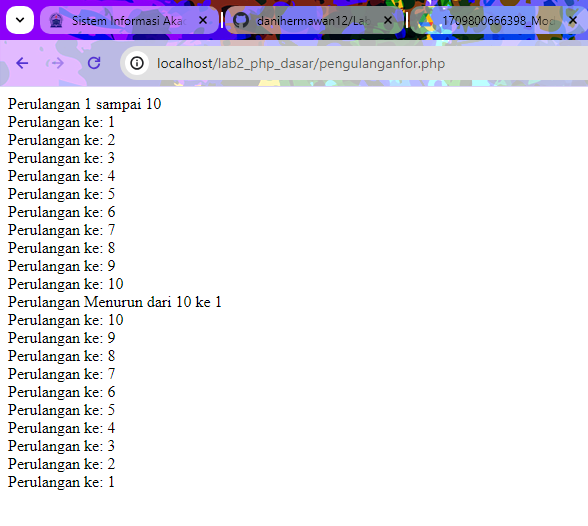 Sistem Informasi Aka
danihermawan12/Lab
1709800666398_Mod
localhost/lab2_php_dasar/pengulanganfor.php
Perulangan 1 sampai 10
Perulangan ke: 1
Perulangan ke: 2
Perulangan ke: 3
Perulangan ke: 4
Perulangan ke: 5
Perulangan ke: 6
Perulangan ke: 7
Perulangan ke: 8
Perulangan ke: 9
Perulangan ke: 10
Perulangan Menurun dari 10 ke 1
Perulangan ke: 10
Perulangan ke: 9
Perulangan ke: 8
Perulangan ke: 7
Perulangan ke: 6
Perulangan ke: 5
Perulangan ke: 4
Perulangan ke: 3
Perulangan ke: 2
Perulangan ke: 1